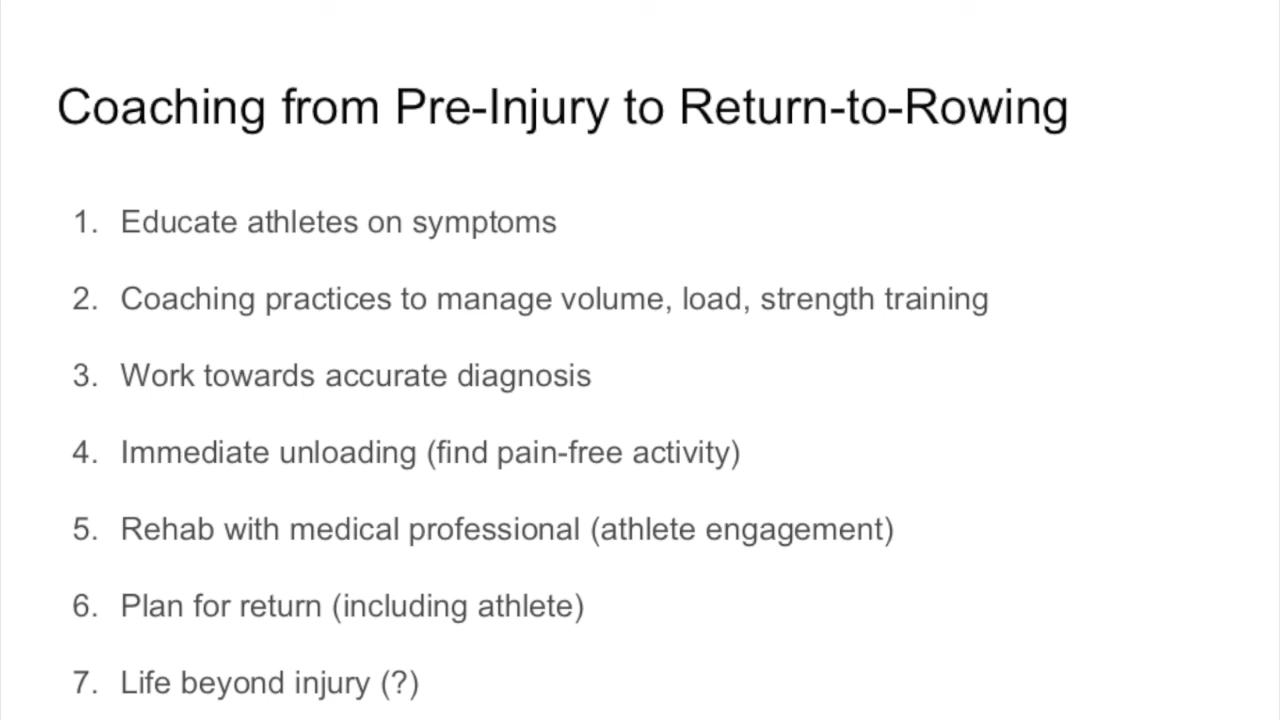 Coaching from Pre-Injury to Return-to-Rowing
1. Educate athletes on symptoms
2. Coaching practices to manage volume, load, strength training
3. Work towards accurate diagnosis
4. Immediate unloading (find pain-free activity)
5. Rehab with medical professional (athlete engagement)
6. Plan for return (including athlete)
7. Life beyond injury (?)